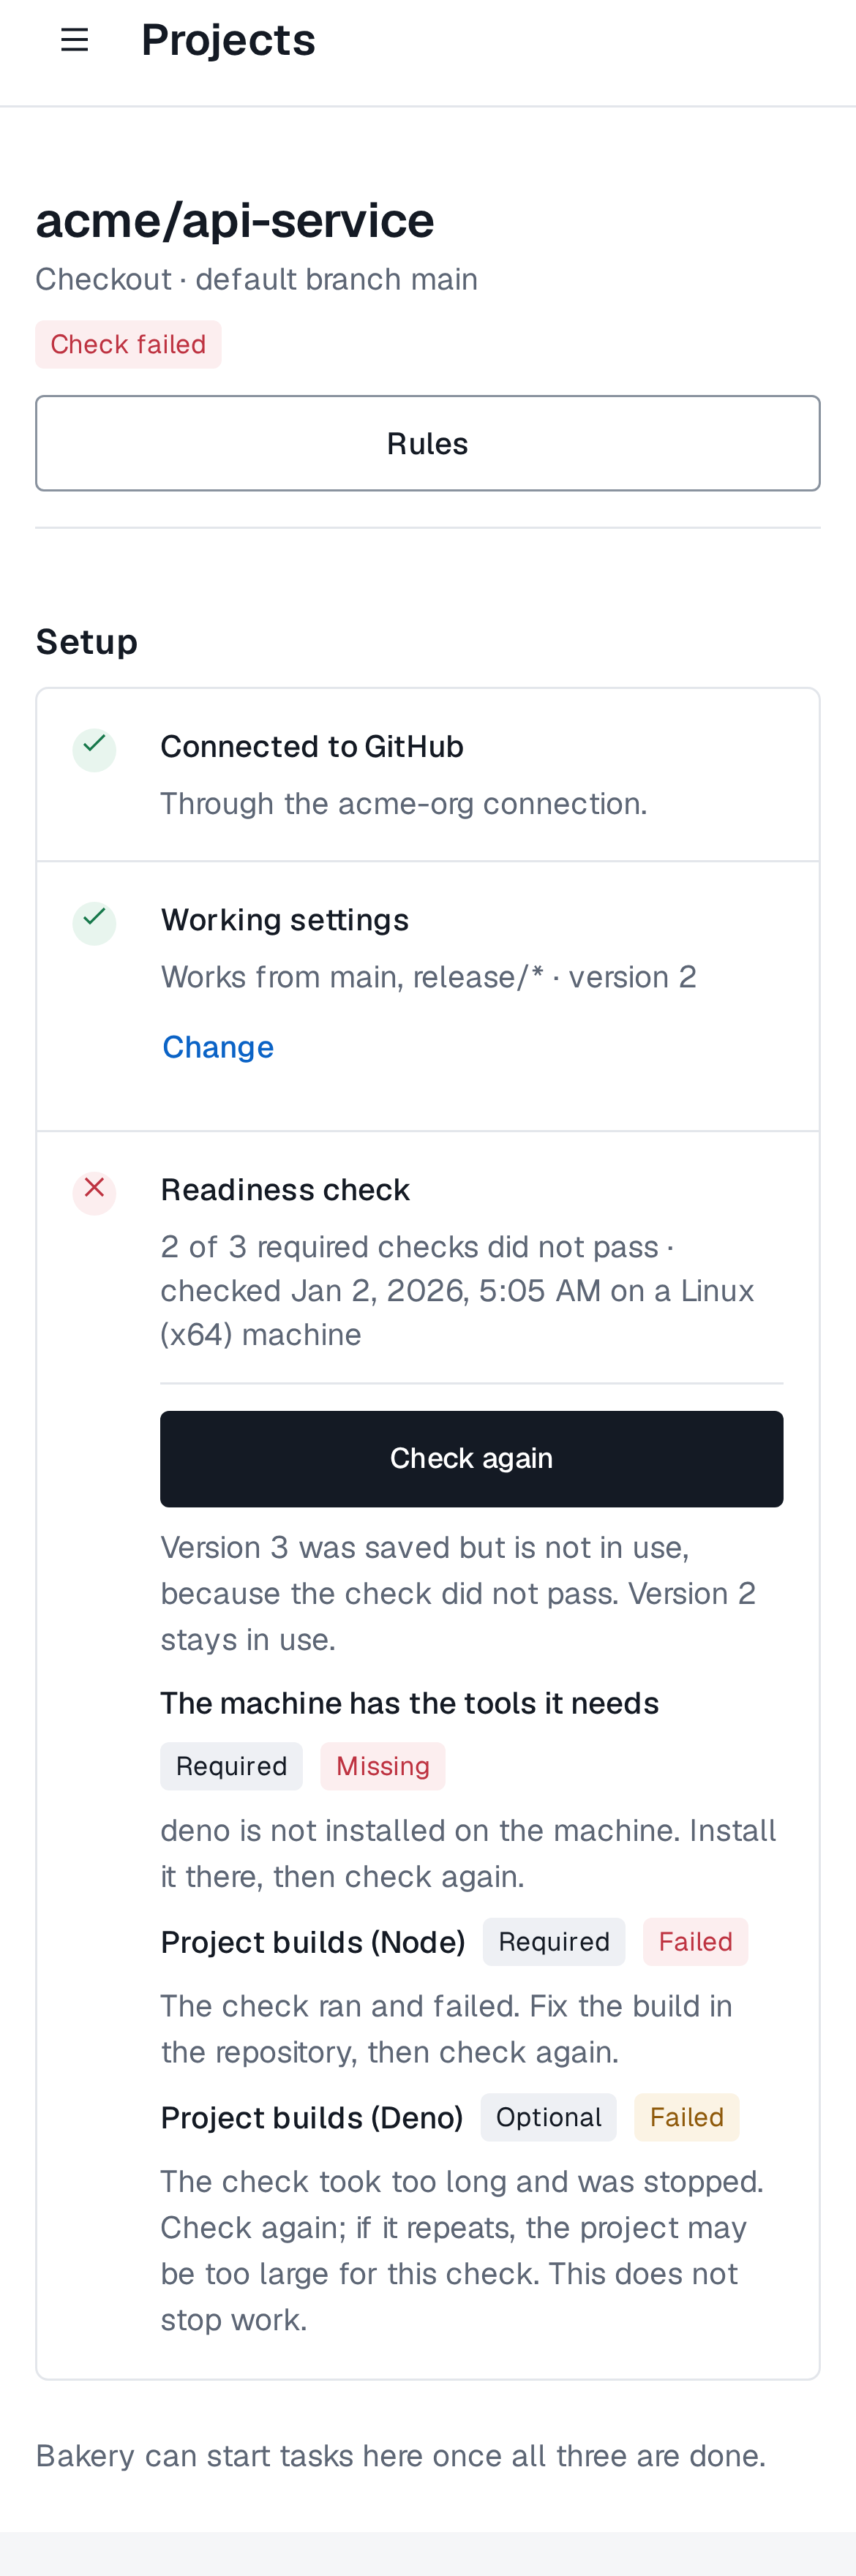 Projects
acme/api-service
Checkout · default branch main
Check failed
Rules
Setup
Connected to GitHub
Through the acme-org connection.
Working settings
Works from main, release/* · version 2
Change
Readiness check
2 of 3 required checks did not pass ·
checked Jan 2, 2026, 5:05 AM on a Linux
(x64) machine
Check again
Version 3 was saved but is not in use,
because the check did not pass. Version 2
stays in use.
The machine has the tools it needs
Required Missing
deno is not installed on the machine. Install
it there, then check again.
Project builds (Node) Required Failed
The check ran and failed. Fix the build in
the repository, then check again.
Project builds (Deno) Optional Failed
The check took too long and was stopped.
Check again; if it repeats, the project may
be too large for this check. This does not
stop work.
Bakery can start tasks here once all three are done.